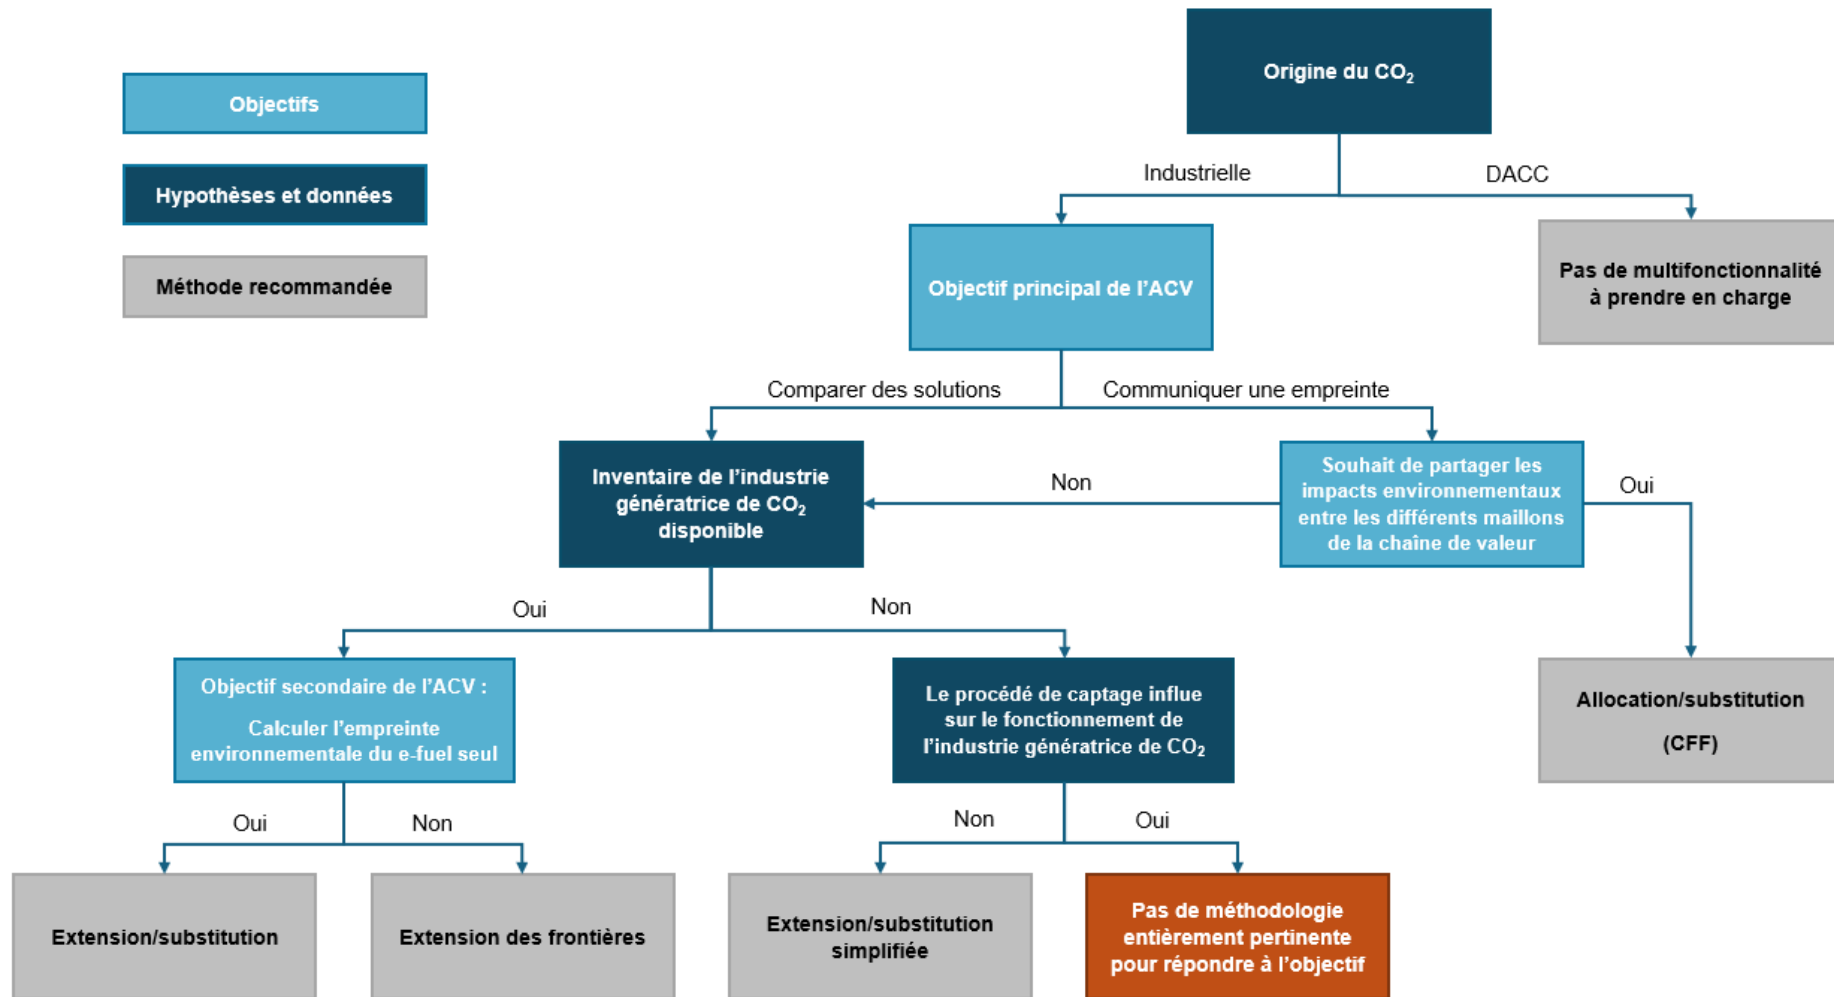 Origine du CO₂
Objectifs
Hypothèses et données
Méthode recommandée
Industrielle
DACC
Objectif principal de l'ACV
Pas de multifonctionnalité
à prendre en charge
Comparer des solutions
Communiquer une empreinte
Inventaire de l'industrie
génératrice de CO₂
disponible
Non
Souhait de partager les
impacts environnementaux
entre les différents maillons
de la chaîne de valeur
Oui
Oui
Non
Objectif secondaire de l'ACV :
Calculer l'empreinte
environnementale du e-fuel seul
Le procédé de captage influe
sur le fonctionnement de
l'industrie génératrice de CO₂
Allocation/substitution
(CFF)
Oui
Non
Non
Oui
Extension/substitution
Extension des frontières
Extension/substitution
simplifiée
Pas de méthodologie
entièrement pertinente
pour répondre à l'objectif